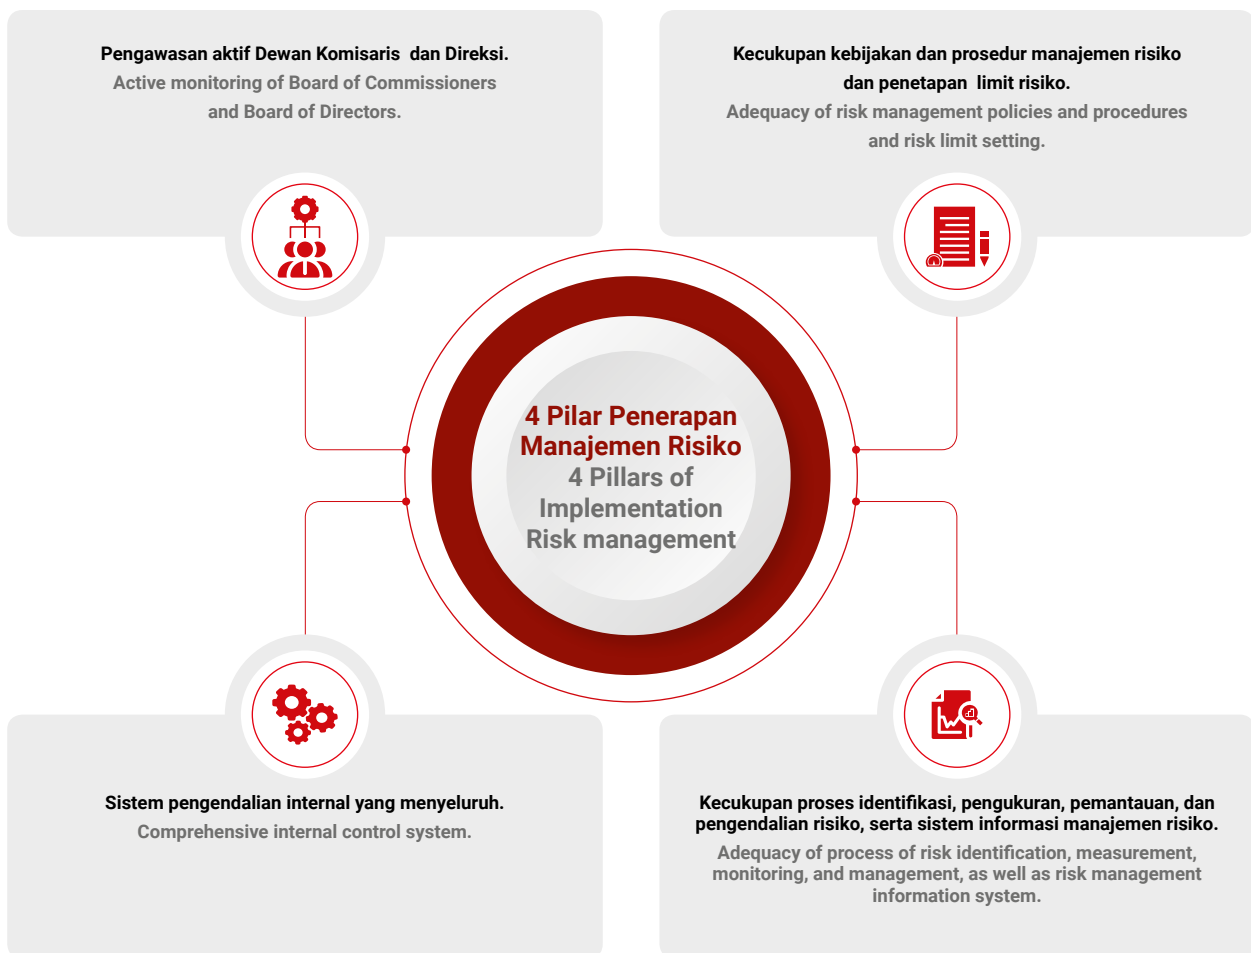 Pengawasan aktif Dewan Komisaris dan Direksi.
Active monitoring of Board of Commissioners
and Board of Directors.
Kecukupan kebijakan dan prosedur manajemen risiko
dan penetapan limit risiko.
Adequacy of risk management policies and procedures
and risk limit setting.
4 Pilar Penerapan
Manajemen Risiko
4 Pillars of
Implementation
Risk management
Sistem pengendalian internal yang menyeluruh.
Comprehensive internal control system.
Kecukupan proses identifikasi, pengukuran, pemantauan, dan
pengendalian risiko, serta sistem informasi manajemen risiko.
Adequacy of process of risk identification, measurement,
monitoring, and management, as well as risk management
information system.